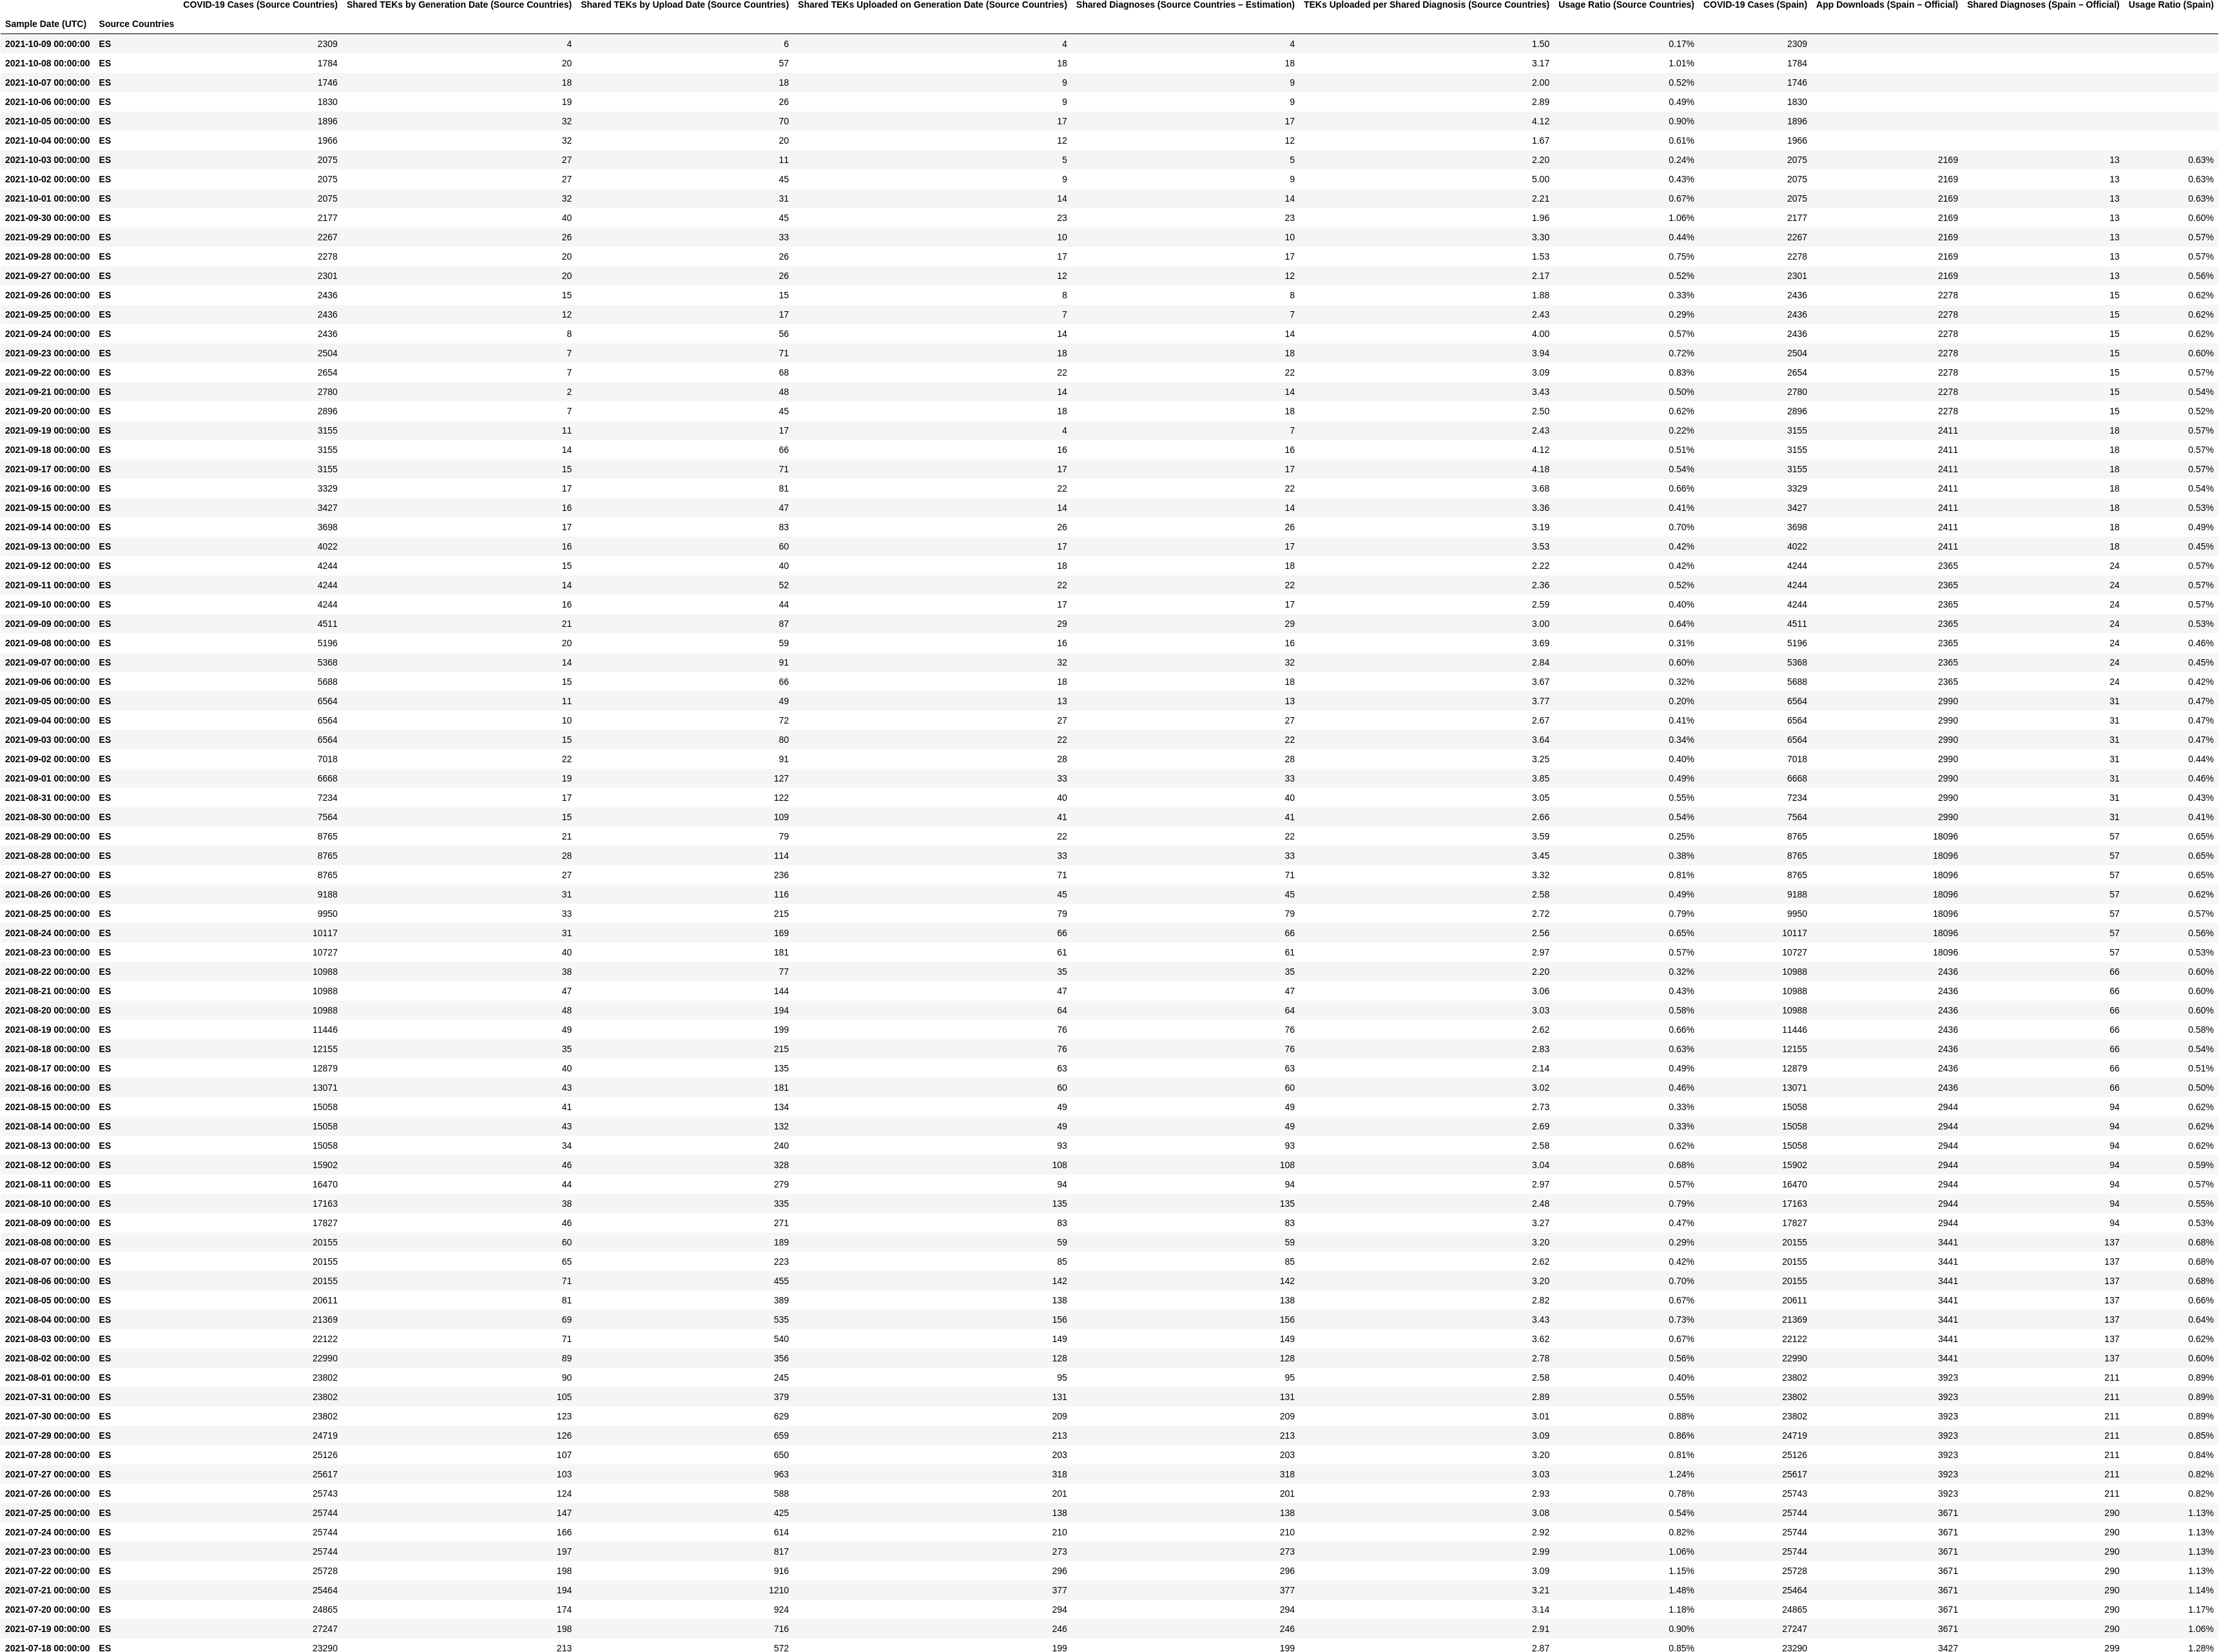 COVID-19 Cases (Source Countries) Shared TEKs by Generation Date (Source Countries) Shared TEKs by Upload Date (Source Countries) Shared TEKs Uploaded on Generation Date (Source Countries) Shared Diagnoses (Source Countries – Estimation) TEKs Uploaded per Shared Diagnosis (Source Countries) Usage Ratio (Source Countries) COVID-19 Cases (Spain) App Downloads (Spain – Official) Shared Diagnoses (Spain – Official) Usage Ratio (Spain)
Sample Date (UTC) Source Countries
2021-10-09 00:00:00 ES 2309 4 6 4 4 1.50 0.17% 2309
2021-10-08 00:00:00 ES 1784 20 57 18 18 3.17 1.01% 1784
2021-10-07 00:00:00 ES 1746 18 18 9 9 2.00 0.52% 1746
2021-10-06 00:00:00 ES 1830 19 26 9 9 2.89 0.49% 1830
2021-10-05 00:00:00 ES 1896 32 70 17 17 4.12 0.90% 1896
2021-10-04 00:00:00 ES 1966 32 20 12 12 1.67 0.61% 1966
2021-10-03 00:00:00 ES 2075 27 11 5 5 2.20 0.24% 2075 2169 13 0.63%
2021-10-02 00:00:00 ES 2075 27 45 9 9 5.00 0.43% 2075 2169 13 0.63%
2021-10-01 00:00:00 ES 2075 32 31 14 14 2.21 0.67% 2075 2169 13 0.63%
2021-09-30 00:00:00 ES 2177 40 45 23 23 1.96 1.06% 2177 2169 13 0.60%
2021-09-29 00:00:00 ES 2267 26 33 10 10 3.30 0.44% 2267 2169 13 0.57%
2021-09-28 00:00:00 ES 2278 20 26 17 17 1.53 0.75% 2278 2169 13 0.57%
2021-09-27 00:00:00 ES 2301 20 26 12 12 2.17 0.52% 2301 2169 13 0.56%
2021-09-26 00:00:00 ES 2436 15 15 8 8 1.88 0.33% 2436 2278 15 0.62%
2021-09-25 00:00:00 ES 2436 12 17 7 7 2.43 0.29% 2436 2278 15 0.62%
2021-09-24 00:00:00 ES 2436 8 56 14 14 4.00 0.57% 2436 2278 15 0.62%
2021-09-23 00:00:00 ES 2504 7 71 18 18 3.94 0.72% 2504 2278 15 0.60%
2021-09-22 00:00:00 ES 2654 7 68 22 22 3.09 0.83% 2654 2278 15 0.57%
2021-09-21 00:00:00 ES 2780 2 48 14 14 3.43 0.50% 2780 2278 15 0.54%
2021-09-20 00:00:00 ES 2896 7 45 18 18 2.50 0.62% 2896 2278 15 0.52%
2021-09-19 00:00:00 ES 3155 11 17 4 7 2.43 0.22% 3155 2411 18 0.57%
2021-09-18 00:00:00 ES 3155 14 66 16 16 4.12 0.51% 3155 2411 18 0.57%
2021-09-17 00:00:00 ES 3155 15 71 17 17 4.18 0.54% 3155 2411 18 0.57%
2021-09-16 00:00:00 ES 3329 17 81 22 22 3.68 0.66% 3329 2411 18 0.54%
2021-09-15 00:00:00 ES 3427 16 47 14 14 3.36 0.41% 3427 2411 18 0.53%
2021-09-14 00:00:00 ES 3698 17 83 26 26 3.19 0.70% 3698 2411 18 0.49%
2021-09-13 00:00:00 ES 4022 16 60 17 17 3.53 0.42% 4022 2411 18 0.45%
2021-09-12 00:00:00 ES 4244 15 40 18 18 2.22 0.42% 4244 2365 24 0.57%
2021-09-11 00:00:00 ES 4244 14 52 22 22 2.36 0.52% 4244 2365 24 0.57%
2021-09-10 00:00:00 ES 4244 16 44 17 17 2.59 0.40% 4244 2365 24 0.57%
2021-09-09 00:00:00 ES 4511 21 87 29 29 3.00 0.64% 4511 2365 24 0.53%
2021-09-08 00:00:00 ES 5196 20 59 16 16 3.69 0.31% 5196 2365 24 0.46%
2021-09-07 00:00:00 ES 5368 14 91 32 32 2.84 0.60% 5368 2365 24 0.45%
2021-09-06 00:00:00 ES 5688 15 66 18 18 3.67 0.32% 5688 2365 24 0.42%
2021-09-05 00:00:00 ES 6564 11 49 13 13 3.77 0.20% 6564 2990 31 0.47%
2021-09-04 00:00:00 ES 6564 10 72 27 27 2.67 0.41% 6564 2990 31 0.47%
2021-09-03 00:00:00 ES 6564 15 80 22 22 3.64 0.34% 6564 2990 31 0.47%
2021-09-02 00:00:00 ES 7018 22 91 28 28 3.25 0.40% 7018 2990 31 0.44%
2021-09-01 00:00:00 ES 6668 19 127 33 33 3.85 0.49% 6668 2990 31 0.46%
2021-08-31 00:00:00 ES 7234 17 122 40 40 3.05 0.55% 7234 2990 31 0.43%
2021-08-30 00:00:00 ES 7564 15 109 41 41 2.66 0.54% 7564 2990 31 0.41%
2021-08-29 00:00:00 ES 8765 21 79 22 22 3.59 0.25% 8765 18096 57 0.65%
2021-08-28 00:00:00 ES 8765 28 114 33 33 3.45 0.38% 8765 18096 57 0.65%
2021-08-27 00:00:00 ES 8765 27 236 71 71 3.32 0.81% 8765 18096 57 0.65%
2021-08-26 00:00:00 ES 9188 31 116 45 45 2.58 0.49% 9188 18096 57 0.62%
2021-08-25 00:00:00 ES 9950 33 215 79 79 2.72 0.79% 9950 18096 57 0.57%
2021-08-24 00:00:00 ES 10117 31 169 66 66 2.56 0.65% 10117 18096 57 0.56%
2021-08-23 00:00:00 ES 10727 40 181 61 61 2.97 0.57% 10727 18096 57 0.53%
2021-08-22 00:00:00 ES 10988 38 77 35 35 2.20 0.32% 10988 2436 66 0.60%
2021-08-21 00:00:00 ES 10988 47 144 47 47 3.06 0.43% 10988 2436 66 0.60%
2021-08-20 00:00:00 ES 10988 48 194 64 64 3.03 0.58% 10988 2436 66 0.60%
2021-08-19 00:00:00 ES 11446 49 199 76 76 2.62 0.66% 11446 2436 66 0.58%
2021-08-18 00:00:00 ES 12155 35 215 76 76 2.83 0.63% 12155 2436 66 0.54%
2021-08-17 00:00:00 ES 12879 40 135 63 63 2.14 0.49% 12879 2436 66 0.51%
2021-08-16 00:00:00 ES 13071 43 181 60 60 3.02 0.46% 13071 2436 66 0.50%
2021-08-15 00:00:00 ES 15058 41 134 49 49 2.73 0.33% 15058 2944 94 0.62%
2021-08-14 00:00:00 ES 15058 43 132 49 49 2.69 0.33% 15058 2944 94 0.62%
2021-08-13 00:00:00 ES 15058 34 240 93 93 2.58 0.62% 15058 2944 94 0.62%
2021-08-12 00:00:00 ES 15902 46 328 108 108 3.04 0.68% 15902 2944 94 0.59%
2021-08-11 00:00:00 ES 16470 44 279 94 94 2.97 0.57% 16470 2944 94 0.57%
2021-08-10 00:00:00 ES 17163 38 335 135 135 2.48 0.79% 17163 2944 94 0.55%
2021-08-09 00:00:00 ES 17827 46 271 83 83 3.27 0.47% 17827 2944 94 0.53%
2021-08-08 00:00:00 ES 20155 60 189 59 59 3.20 0.29% 20155 3441 137 0.68%
2021-08-07 00:00:00 ES 20155 65 223 85 85 2.62 0.42% 20155 3441 137 0.68%
2021-08-06 00:00:00 ES 20155 71 455 142 142 3.20 0.70% 20155 3441 137 0.68%
2021-08-05 00:00:00 ES 20611 81 389 138 138 2.82 0.67% 20611 3441 137 0.66%
2021-08-04 00:00:00 ES 21369 69 535 156 156 3.43 0.73% 21369 3441 137 0.64%
2021-08-03 00:00:00 ES 22122 71 540 149 149 3.62 0.67% 22122 3441 137 0.62%
2021-08-02 00:00:00 ES 22990 89 356 128 128 2.78 0.56% 22990 3441 137 0.60%
2021-08-01 00:00:00 ES 23802 90 245 95 95 2.58 0.40% 23802 3923 211 0.89%
2021-07-31 00:00:00 ES 23802 105 379 131 131 2.89 0.55% 23802 3923 211 0.89%
2021-07-30 00:00:00 ES 23802 123 629 209 209 3.01 0.88% 23802 3923 211 0.89%
2021-07-29 00:00:00 ES 24719 126 659 213 213 3.09 0.86% 24719 3923 211 0.85%
2021-07-28 00:00:00 ES 25126 107 650 203 203 3.20 0.81% 25126 3923 211 0.84%
2021-07-27 00:00:00 ES 25617 103 963 318 318 3.03 1.24% 25617 3923 211 0.82%
2021-07-26 00:00:00 ES 25743 124 588 201 201 2.93 0.78% 25743 3923 211 0.82%
2021-07-25 00:00:00 ES 25744 147 425 138 138 3.08 0.54% 25744 3671 290 1.13%
2021-07-24 00:00:00 ES 25744 166 614 210 210 2.92 0.82% 25744 3671 290 1.13%
2021-07-23 00:00:00 ES 25744 197 817 273 273 2.99 1.06% 25744 3671 290 1.13%
2021-07-22 00:00:00 ES 25728 198 916 296 296 3.09 1.15% 25728 3671 290 1.13%
2021-07-21 00:00:00 ES 25464 194 1210 377 377 3.21 1.48% 25464 3671 290 1.14%
2021-07-20 00:00:00 ES 24865 174 924 294 294 3.14 1.18% 24865 3671 290 1.17%
2021-07-19 00:00:00 ES 27247 198 716 246 246 2.91 0.90% 27247 3671 290 1.06%
2021-07-18 00:00:00 ES 23290 213 572 199 199 2.87 0.85% 23290 3427 299 1.28%